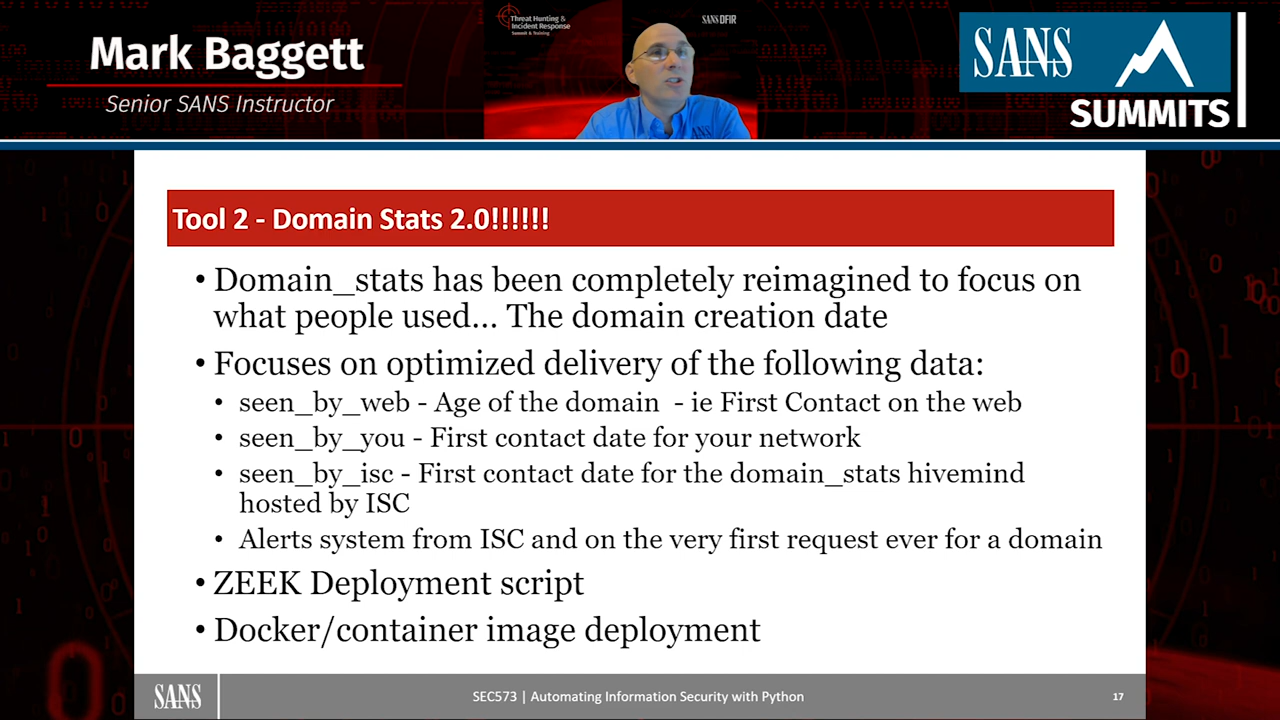 Mark Baggett
Senior SANS Instructor
Threat Hunting &
Incident Response
Summit & Training
SANS DFIR
SANS
SANS
SUMMITS
Tool 2 - Domain Stats 2.0!!!!!!
• Domain_stats has been completely reimagined to focus on
what people used... The domain creation date
• Focuses on optimized delivery of the following data:
• seen_by_web - Age of the domain - ie First Contact on the web
• seen_by_you - First contact date for your network
• seen_by_isc - First contact date for the domain_stats hivemind
hosted by ISC
• Alerts system from ISC and on the very first request ever for a domain
• ZEEK Deployment script
• Docker/container image deployment
SANS
SEC573 | Automating Information Security with Python
17